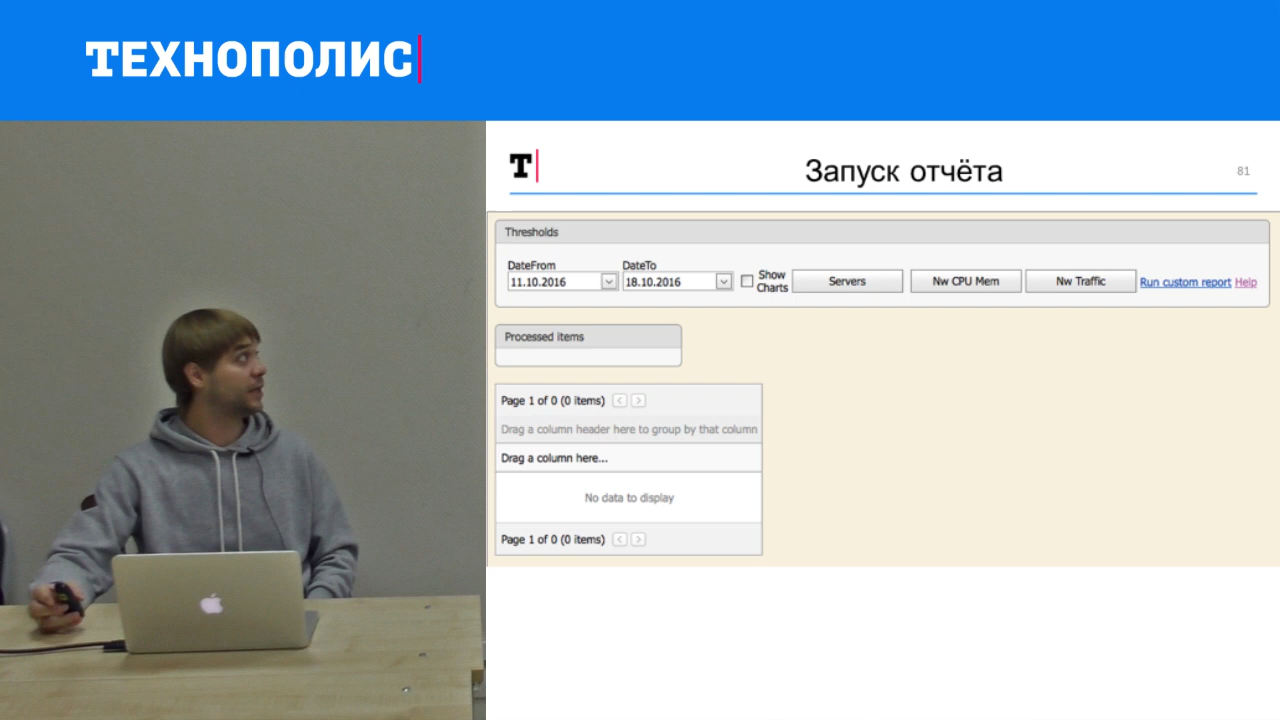 ТЕХНОПОЛИС
T
Запуск отчёта
81
Thresholds
DateFrom
DateTo
11.10.2016
18.10.2016
Show Charts
Servers
Nw CPU Mem
Nw Traffic
Run custom report
Help
Processed items
Page 1 of 0 (0 items)
Drag a column header here to group by that column
Drag a column here...
No data to display
Page 1 of 0 (0 items)